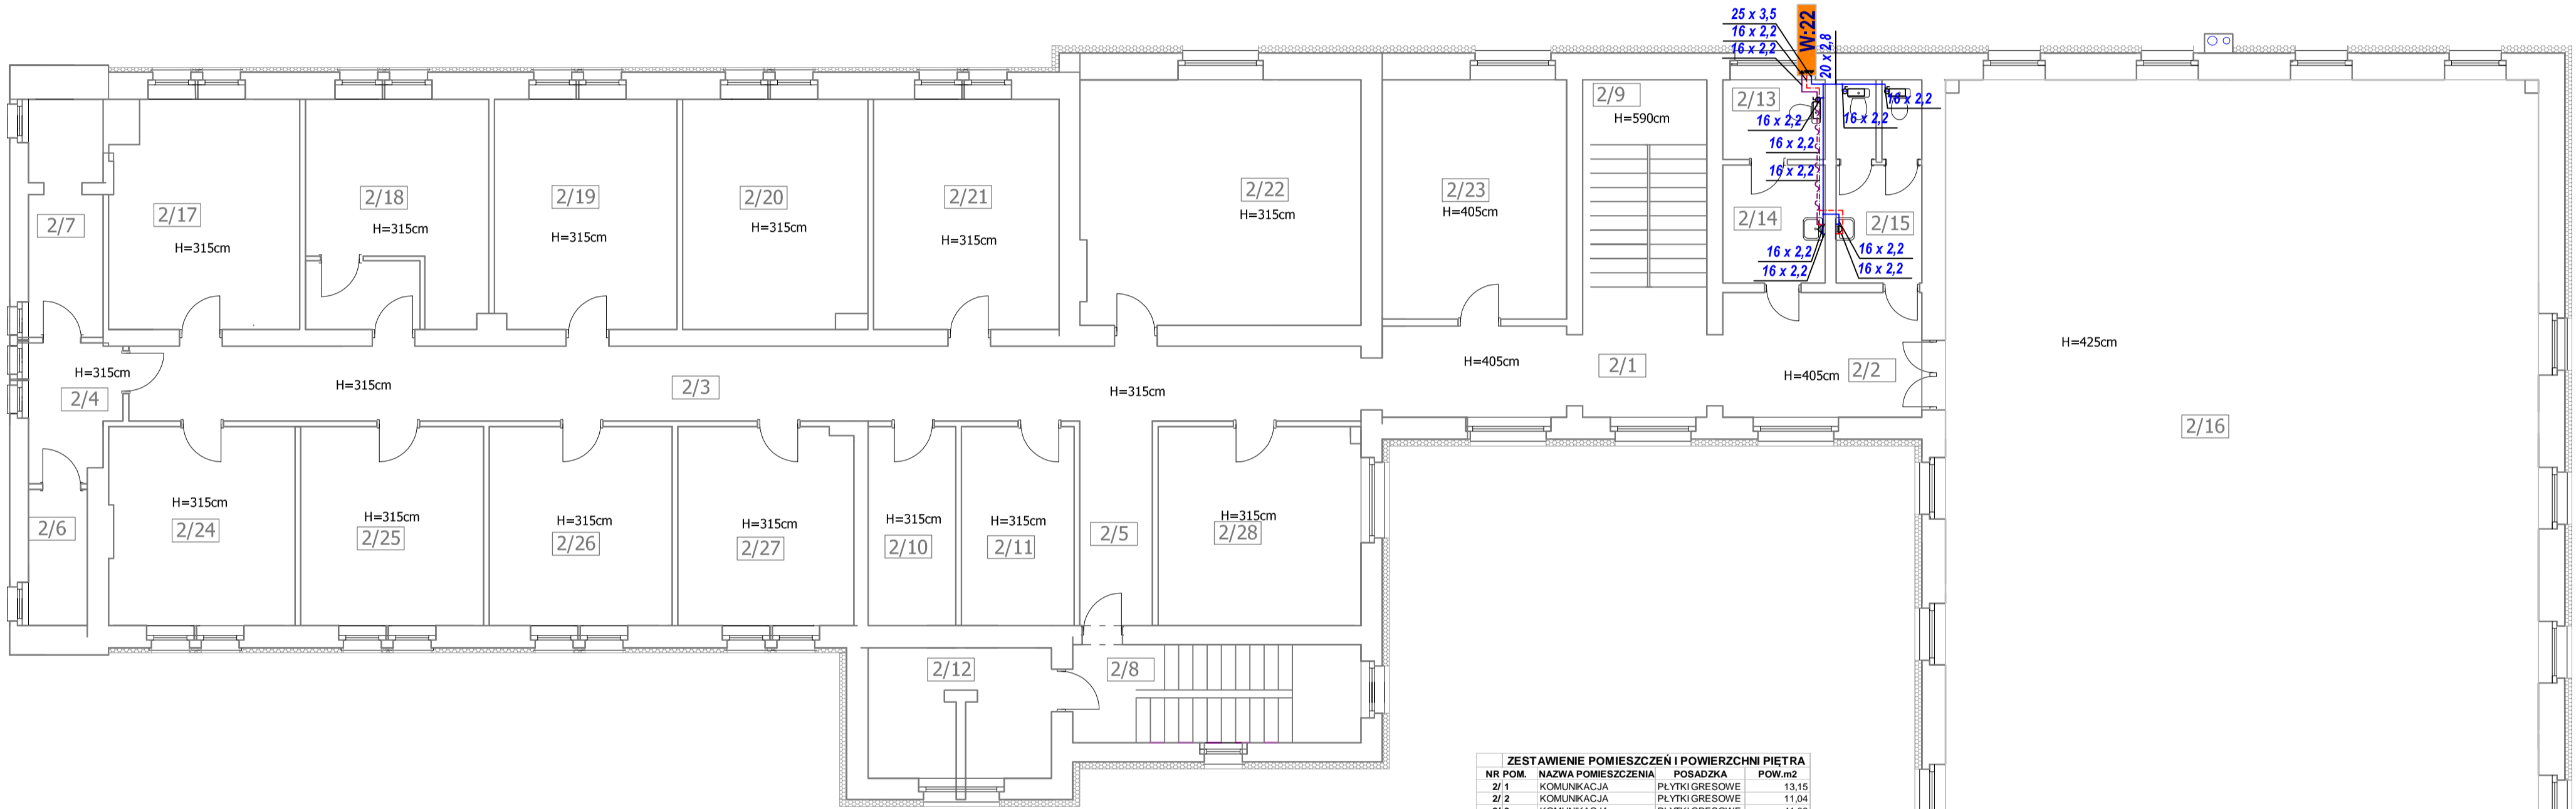 25 x 3,5
16 x 2,2
16 x 2,2
W:22
20 x 2,8
2/9
H=590cm
2/13
16 x 2,2
16 x 2,2
16 x 2,2
16 x 2,2
16 x 2,2
2/7
2/17
H=315cm
2/18
H=315cm
2/19
H=315cm
2/20
H=315cm
2/21
H=315cm
2/22
H=315cm
2/23
H=405cm
2/14
2/15
16 x 2,2
16 x 2,2
16 x 2,2
16 x 2,2
H=315cm
2/4
H=315cm
2/3
H=315cm
H=405cm
2/1
H=405cm
2/2
H=425cm
2/16
2/6
H=315cm
2/24
H=315cm
2/25
H=315cm
2/26
H=315cm
2/27
H=315cm
2/10
H=315cm
2/11
2/5
H=315cm
2/28
2/12
2/8
ZESTAWIENIE POMIESZCZEŃ I POWIERZCHNI PIĘTRA
NR POM. NAZWA POMIESZCZENIA POSADZKA POW.m2
2/ 1 KOMUNIKACJA PŁYTKI GRESOWE 13,15
2/ 2 KOMUNIKACJA PŁYTKI GRESOWE 11,04